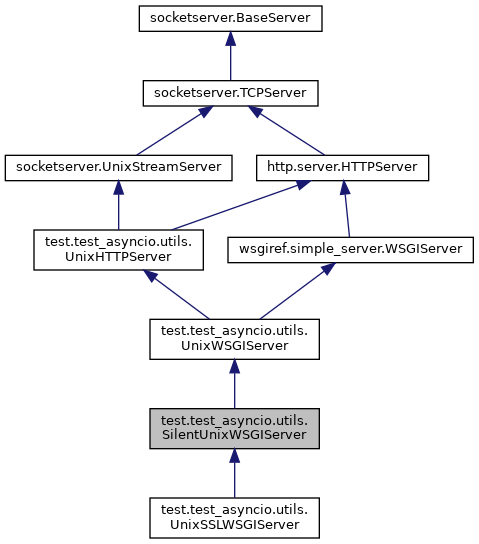 socketserver.BaseServer
socketserver.TCPServer
socketserver.UnixStreamServer
http.server.HTTPServer
test.test_asyncio.utils.
UnixHTTPServer
wsgiref.simple_server.WSGIServer
test.test_asyncio.utils.
UnixWSGIServer
test.test_asyncio.utils.
SilentUnixWSGIServer
test.test_asyncio.utils.
UnixSSLWSGIServer